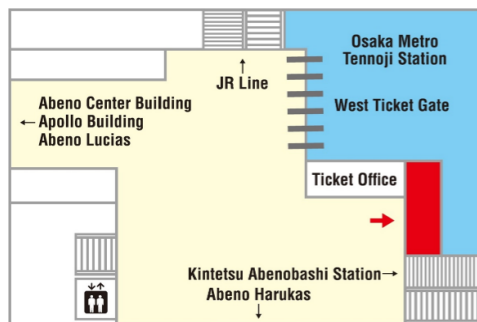 Osaka Metro
Tennoji Station
JR Line
West Ticket Gate
Abeno Center Building
Apollo Building
Abeno Lucias
Ticket Office
Kintetsu Abenobashi Station
Abeno Harukas